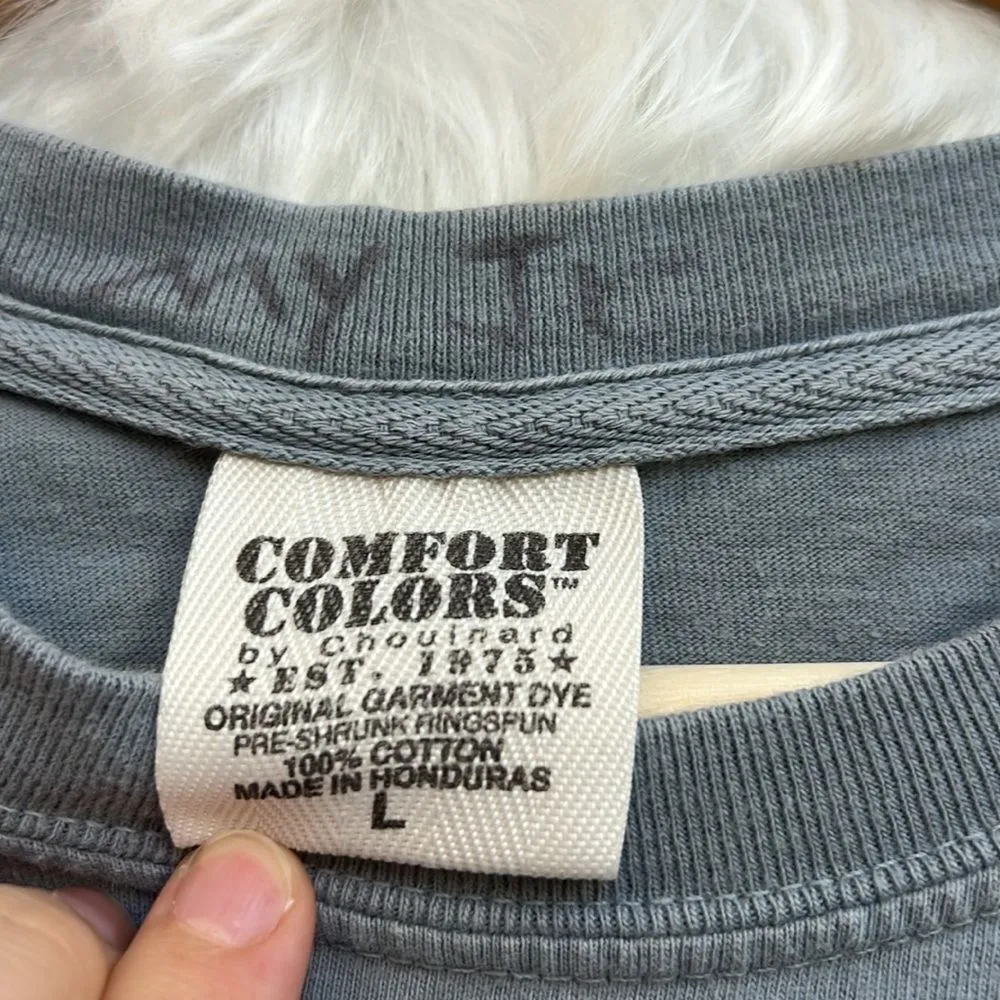 COMFORT
COLORS™
by Chouinard
★ EST. 1975 ★
ORIGINAL GARMENT DYE
PRE-SHRUNK RINGSPUN
100% COTTON
MADE IN HONDURAS
L